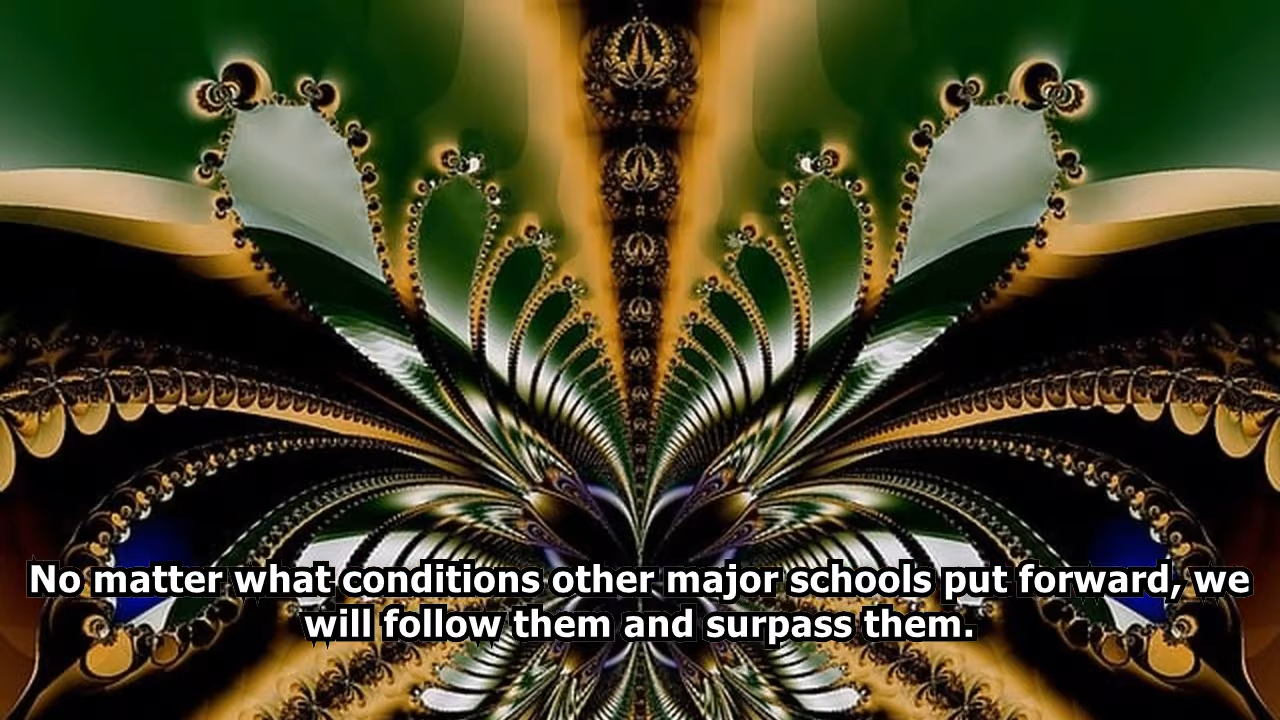 No matter what conditions other major schools put forward, we
will follow them and surpass them.